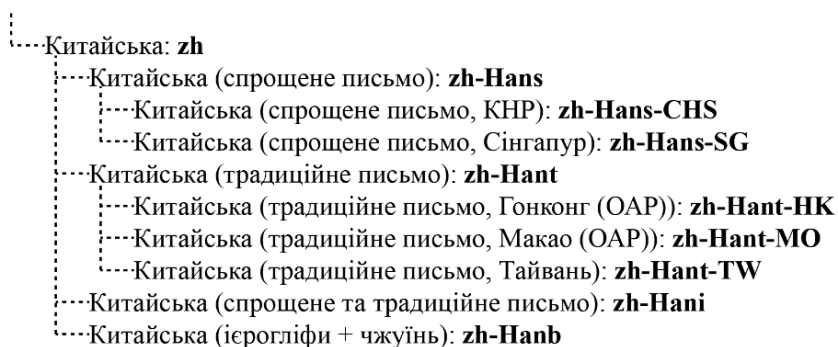 Китайська: zh
Китайська (спрощене письмо): zh-Hans
Китайська (спрощене письмо, КНР): zh-Hans-CHS
Китайська (спрощене письмо, Сінгапур): zh-Hans-SG
Китайська (традиційне письмо): zh-Hant
Китайська (традиційне письмо, Гонконг (ОАР)): zh-Hant-HK
Китайська (традиційне письмо, Макао (ОАР)): zh-Hant-MO
Китайська (традиційне письмо, Тайвань): zh-Hant-TW
Китайська (спрощене та традиційне письмо): zh-Hani
Китайська (ієрогліфи + чжуїнь): zh-Hanb